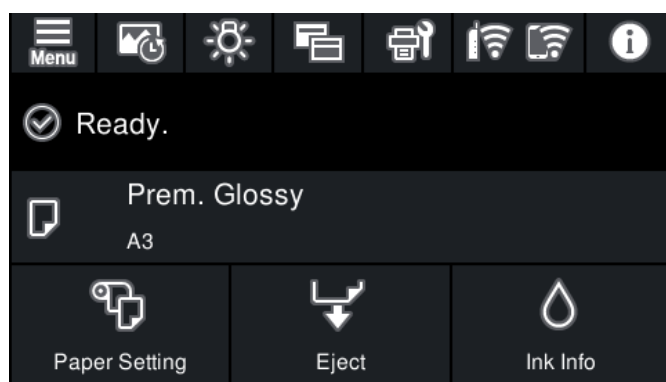 Menu
Ready.
Prem. Glossy
A3
Paper Setting
Eject
Ink Info